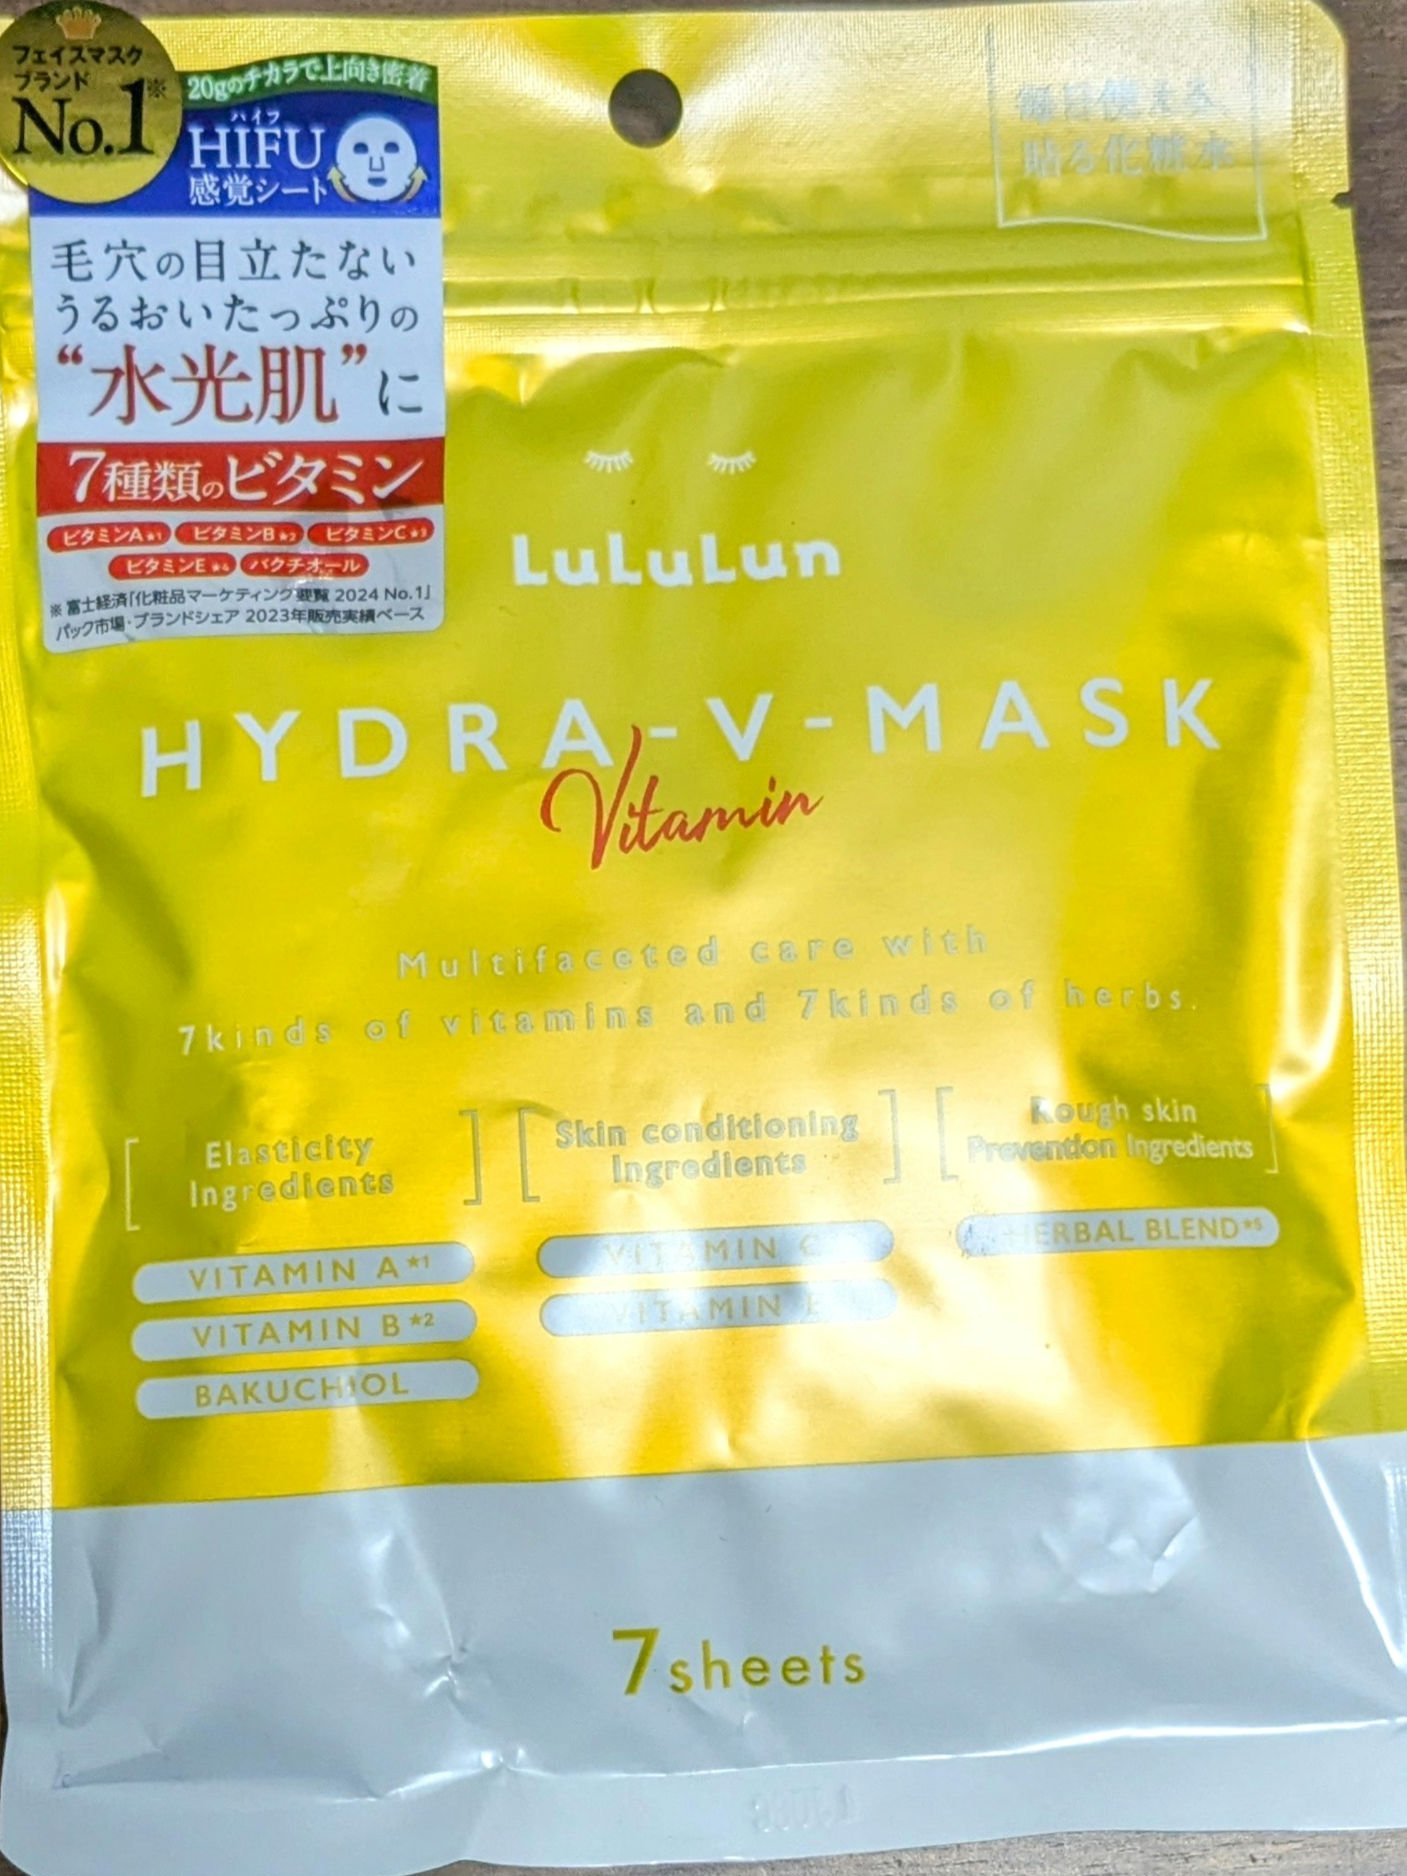 フェイスマスク
ブランド
No.1※
20gのチカラで上向き密着
ハイフ
HIFU
感覚シート
毛穴の目立たない
うるおいたっぷりの
“水光肌”に
7種類のビタミン
ビタミンA★1 ビタミンB★2 ビタミンC★3
ビタミンE★4 バクチオール
※富士経済「化粧品マーケティング要覧 2024 No.1」
パック市場・ブランドシェア 2023年販売実績ベース
毎日使える
貼る化粧水
LuLuLun
HYDRA-V-MASK
Vitamin
Multifaceted care with
7kinds of vitamins and 7kinds of herbs.
Elasticity
Ingredients
VITAMIN A★1
VITAMIN B★2
BAKUCHIOL
Skin conditioning
Ingredients
VITAMIN C
VITAMIN E
Rough skin
Prevention Ingredients
HERBAL BLEND★5
7sheets